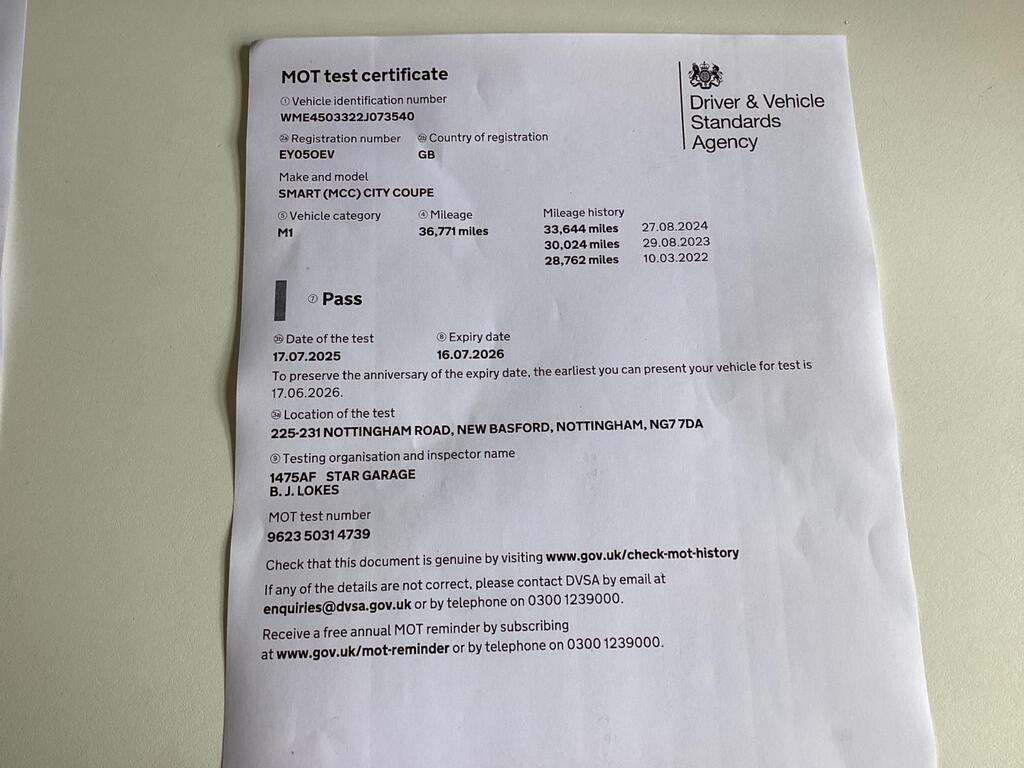 MOT test certificate
① Vehicle identification number
WME4503322J073540
2a Registration number 2b Country of registration
EY05OEV GB
Make and model
SMART (MCC) CITY COUPE
⑤ Vehicle category ④ Mileage Mileage history
M1 36,771 miles 33,644 miles 27.08.2024
30,024 miles 29.08.2023
28,762 miles 10.03.2022
⑦ Pass
3b Date of the test ⑧ Expiry date
17.07.2025 16.07.2026
To preserve the anniversary of the expiry date, the earliest you can present your vehicle for test is
17.06.2026.
3a Location of the test
225-231 NOTTINGHAM ROAD, NEW BASFORD, NOTTINGHAM, NG7 7DA
⑨ Testing organisation and inspector name
1475AF STAR GARAGE
B. J. LOKES
MOT test number
9623 5031 4739
Check that this document is genuine by visiting www.gov.uk/check-mot-history
If any of the details are not correct, please contact DVSA by email at
enquiries@dvsa.gov.uk or by telephone on 0300 1239000.
Receive a free annual MOT reminder by subscribing
at www.gov.uk/mot-reminder or by telephone on 0300 1239000.
Driver & Vehicle
Standards
Agency